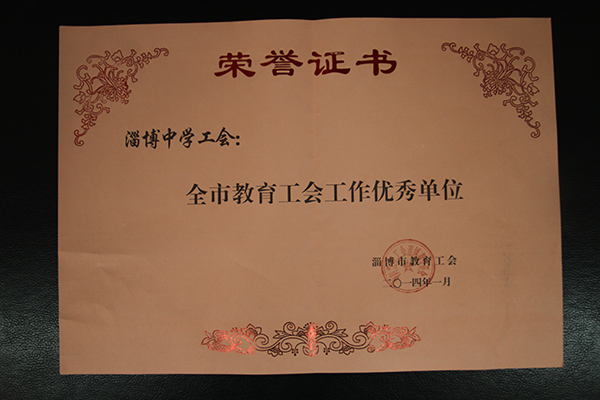 荣誉证书
淄博中学工会：
全市教育工会工作优秀单位
淄博市教育工会
二〇一四年一月